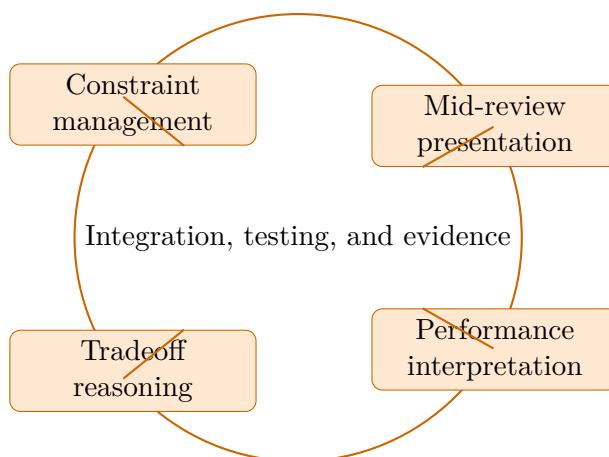 Constraint
management
Mid-review
presentation
Integration, testing, and evidence
Tradeoff
reasoning
Performance
interpretation